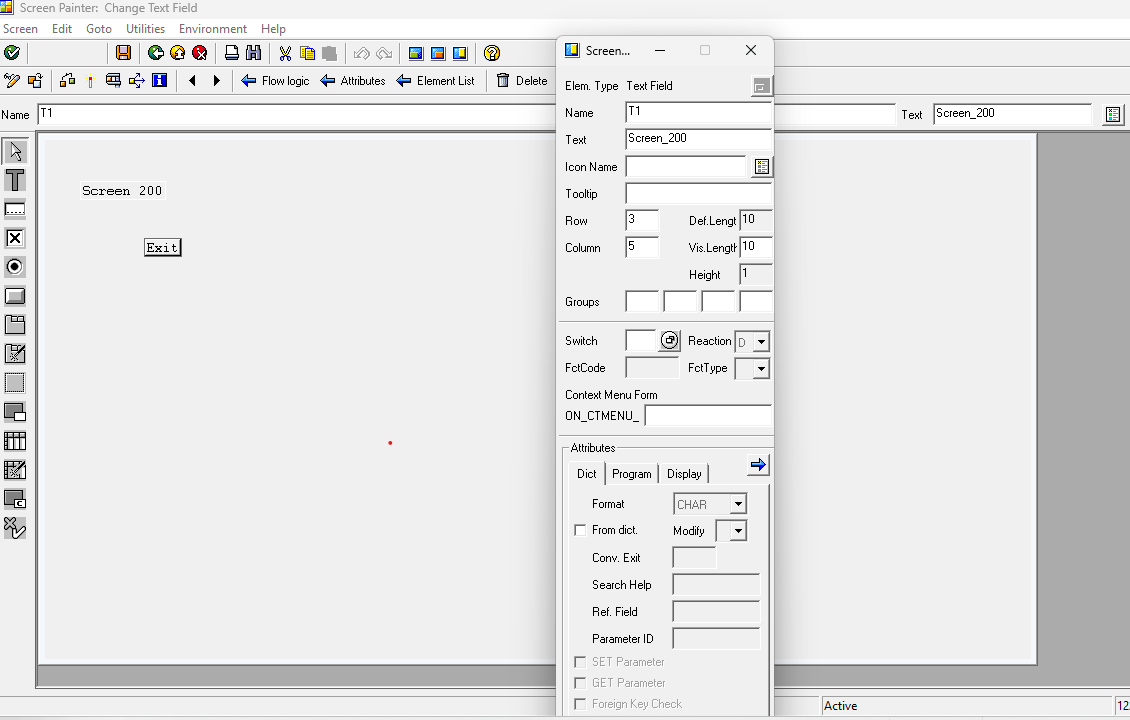 Screen Painter: Change Text Field
Screen Edit Goto Utilities Environment Help
Flow logic Attributes Element List Delete
Name T1 Text Screen_200
Screen 200
Exit
Screen...
Elem. Type Text Field
Name T1
Text Screen_200
Icon Name
Tooltip
Row 3 Def.Lengt 10
Column 5 Vis.Length 10
Height 1
Groups
Switch Reaction D
FctCode FctType
Context Menu Form
ON_CTMENU_
Attributes
Dict Program Display
Format CHAR
From dict. Modify
Conv. Exit
Search Help
Ref. Field
Parameter ID
SET Parameter
GET Parameter
Foreign Key Check
Active 12